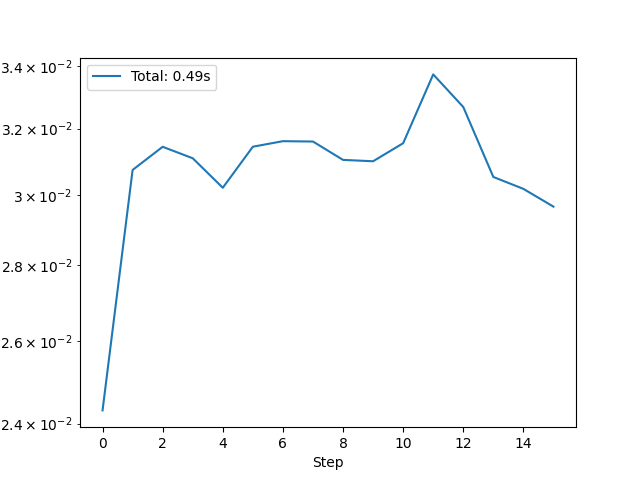 3.4 × 10⁻²
Total: 0.49s
3.2 × 10⁻²
3 × 10⁻²
2.8 × 10⁻²
2.6 × 10⁻²
2.4 × 10⁻²
0 2 4 6 8 10 12 14
Step